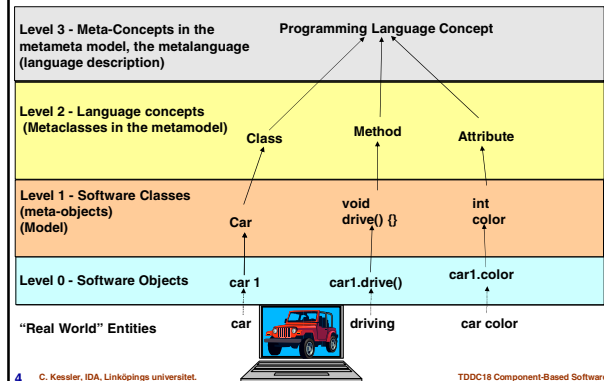 Level 3 - Meta-Concepts in the
metameta model, the metalanguage
(language description)
Programming Language Concept
Level 2 - Language concepts
(Metaclasses in the metamodel)
Class
Method
Attribute
Level 1 - Software Classes
(meta-objects)
(Model)
Car
void
drive() {}
int
color
Level 0 - Software Objects
car 1
car1.drive()
car1.color
“Real World” Entities
car
driving
car color
4 C. Kessler, IDA, Linköpings universitet.
TDDC18 Component-Based Software